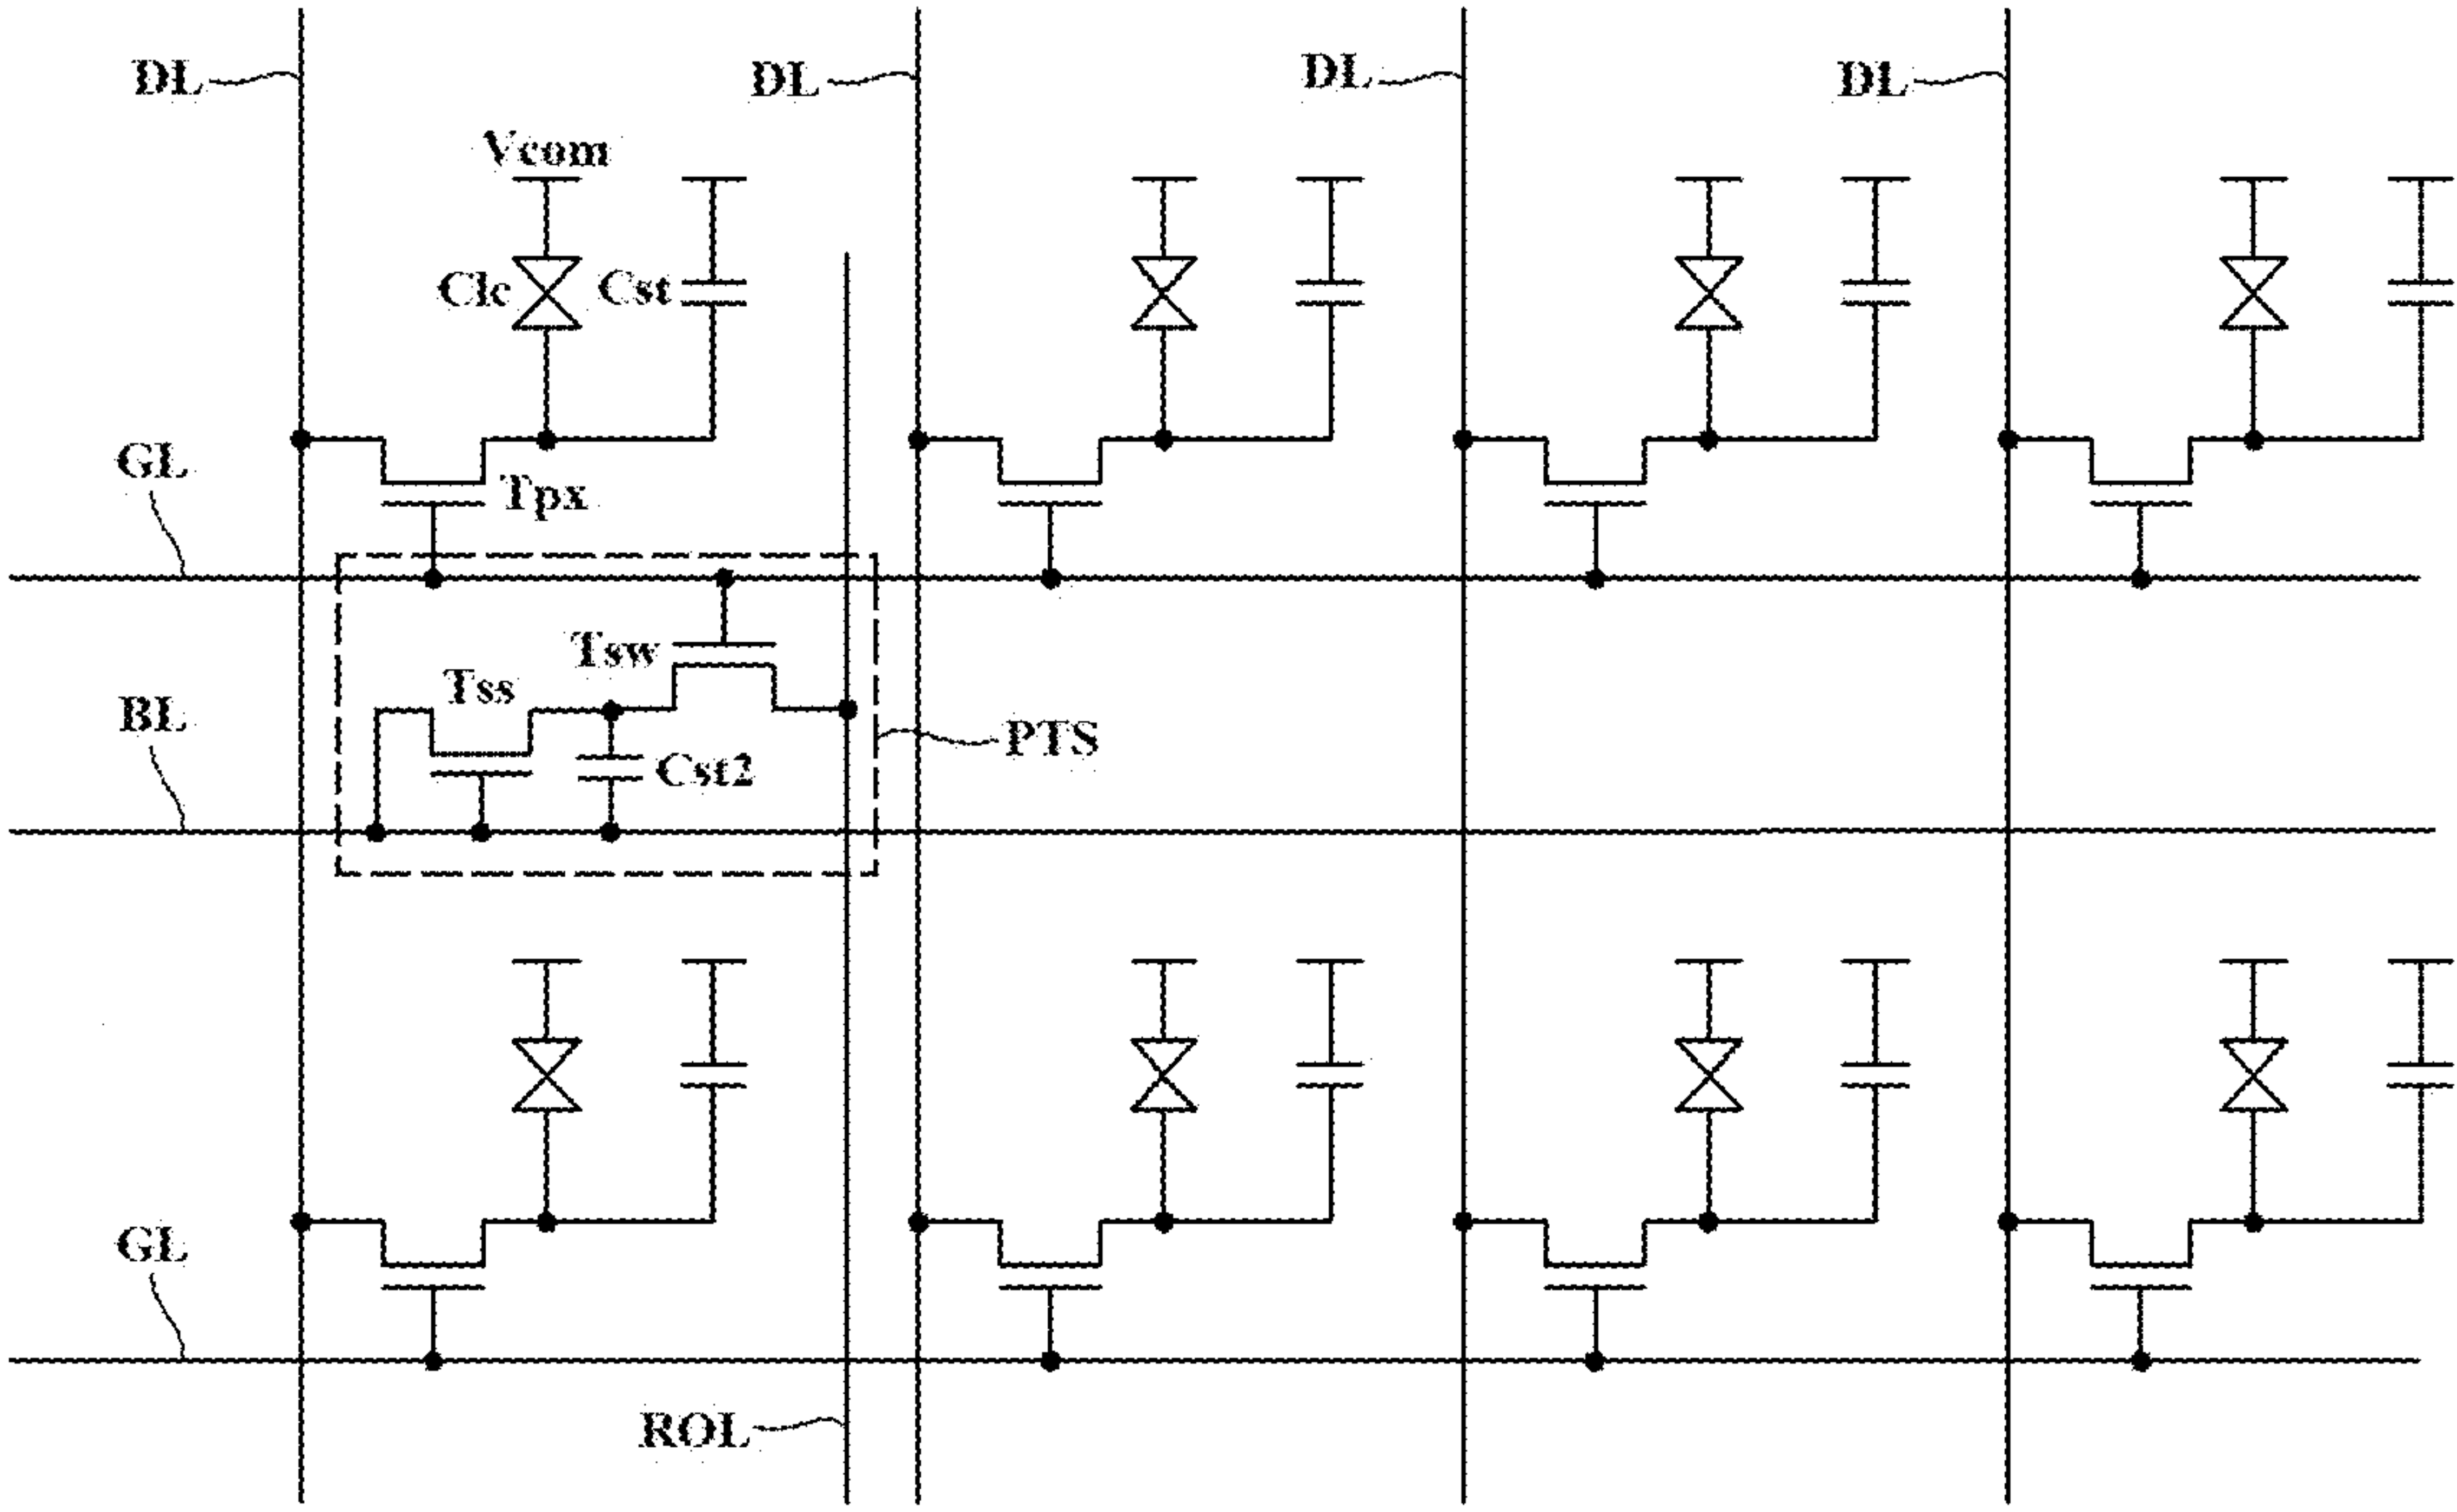 DL
DL
DL
DL
Vcom
Clc
Cst
GL
Tpx
Tsw
Tss
BL
PTS
Cst2
GL
ROL